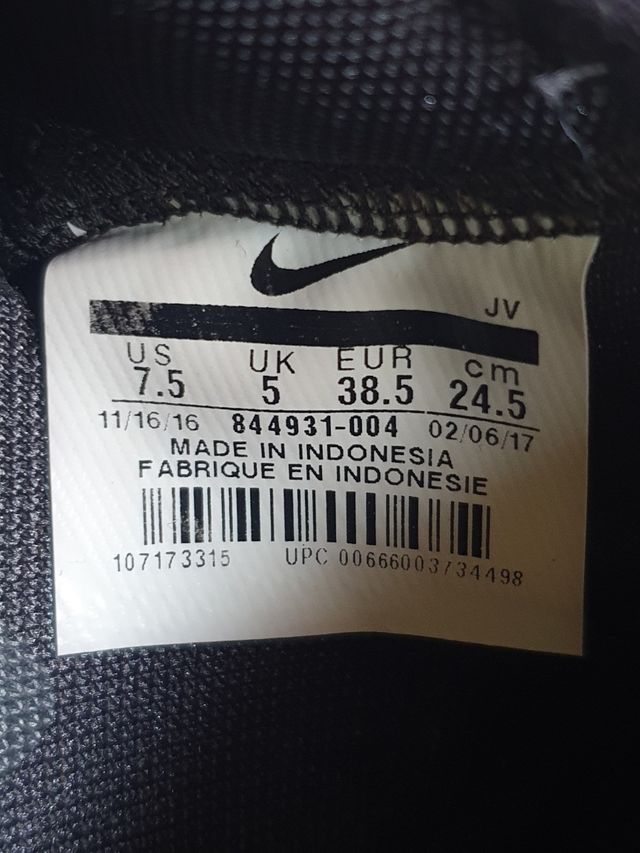 JV
US UK EUR cm
7.5 5 38.5 24.5
11/16/16 844931-004 02/06/17
MADE IN INDONESIA
FABRIQUE EN INDONESIE
107173315 UPC 00666003734498